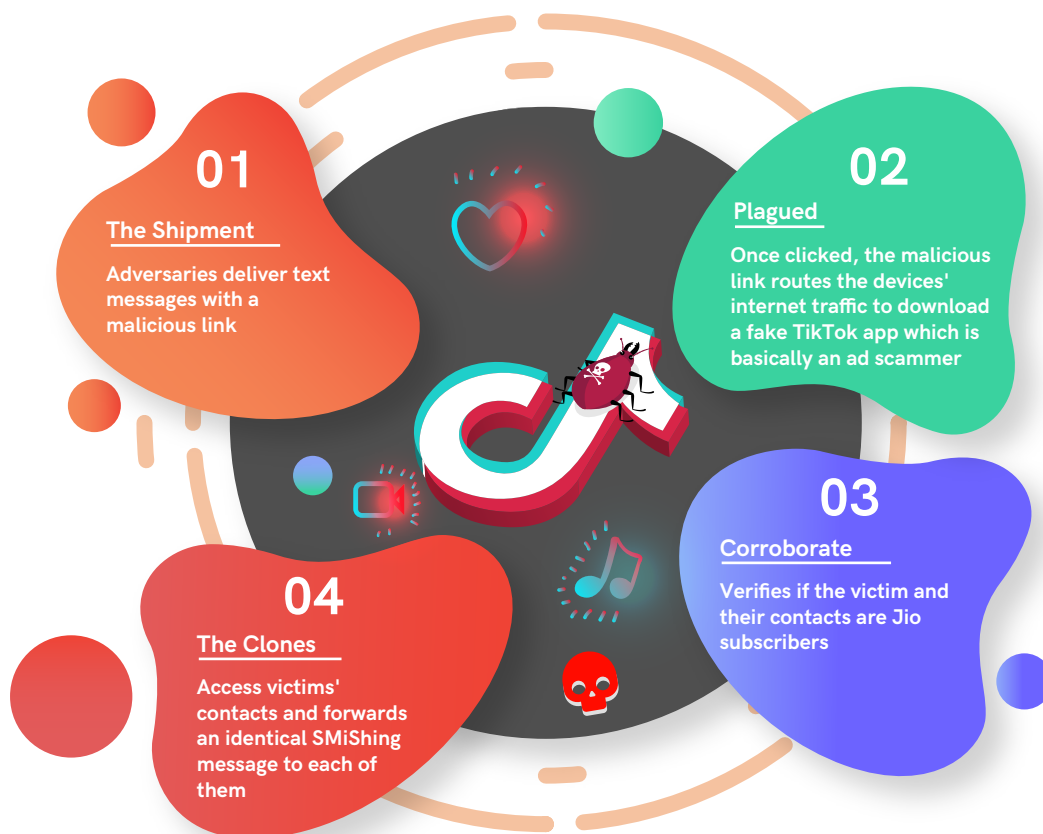 01
The Shipment
Adversaries deliver text
messages with a
malicious link
02
Plagued
Once clicked, the malicious
link routes the devices'
internet traffic to download
a fake TikTok app which is
basically an ad scammer
03
Corroborate
Verifies if the victim and
their contacts are Jio
subscribers
04
The Clones
Access victims'
contacts and forwards
an identical SMiShing
message to each of
them